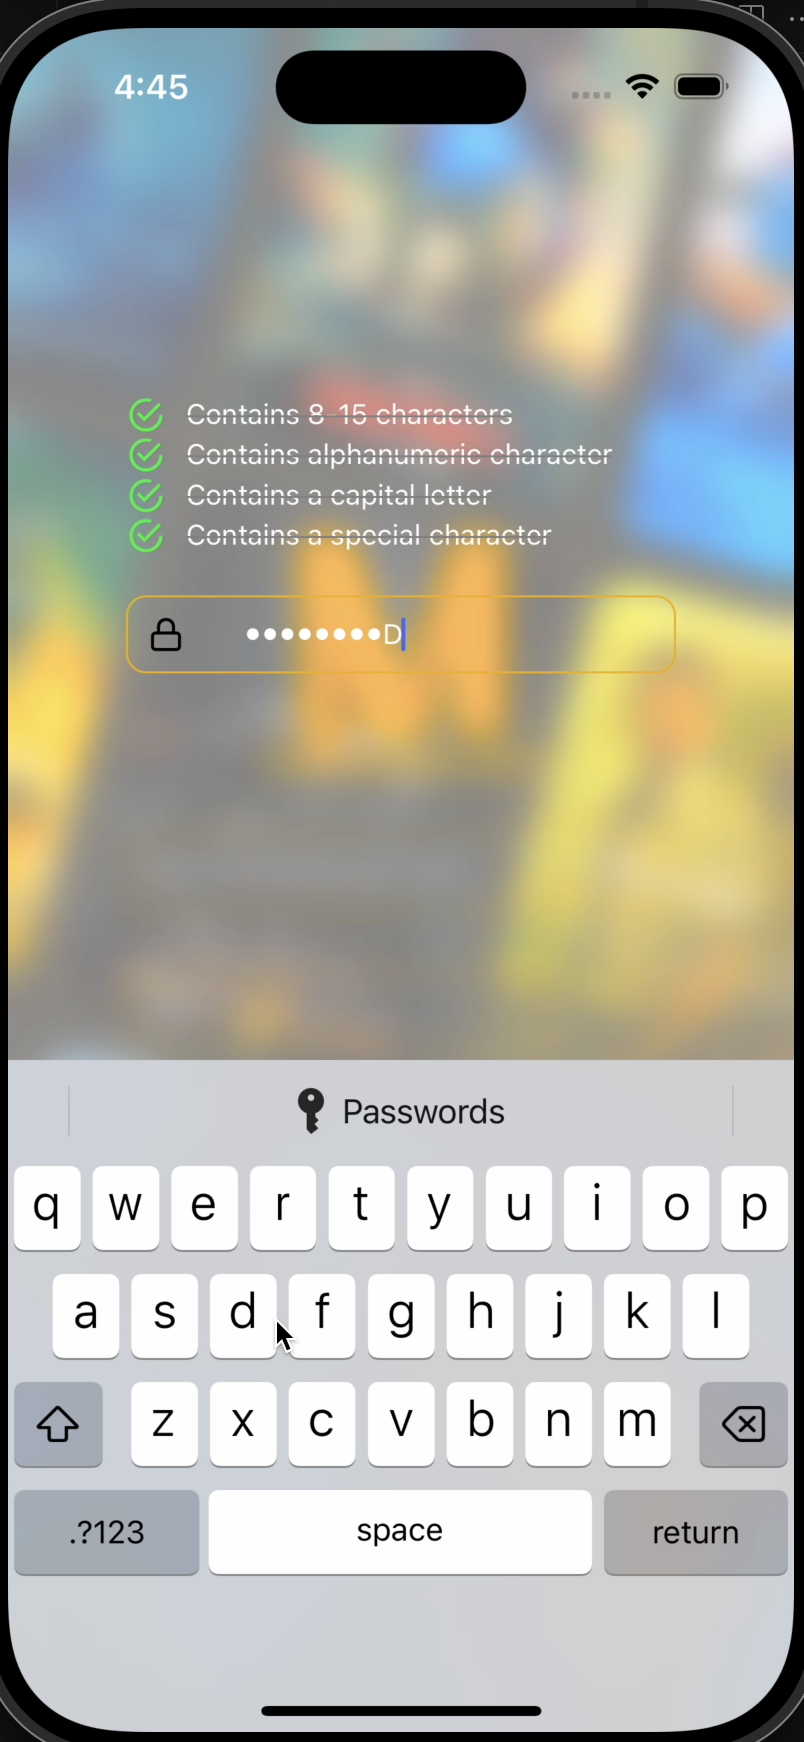 4:45
Contains 8-15 characters
Contains alphanumeric character
Contains a capital letter
Contains a special character
••••••••D
M
Passwords
q w e r t y u i o p
a s d f g h j k l
z x c v b n m
.?123 space return